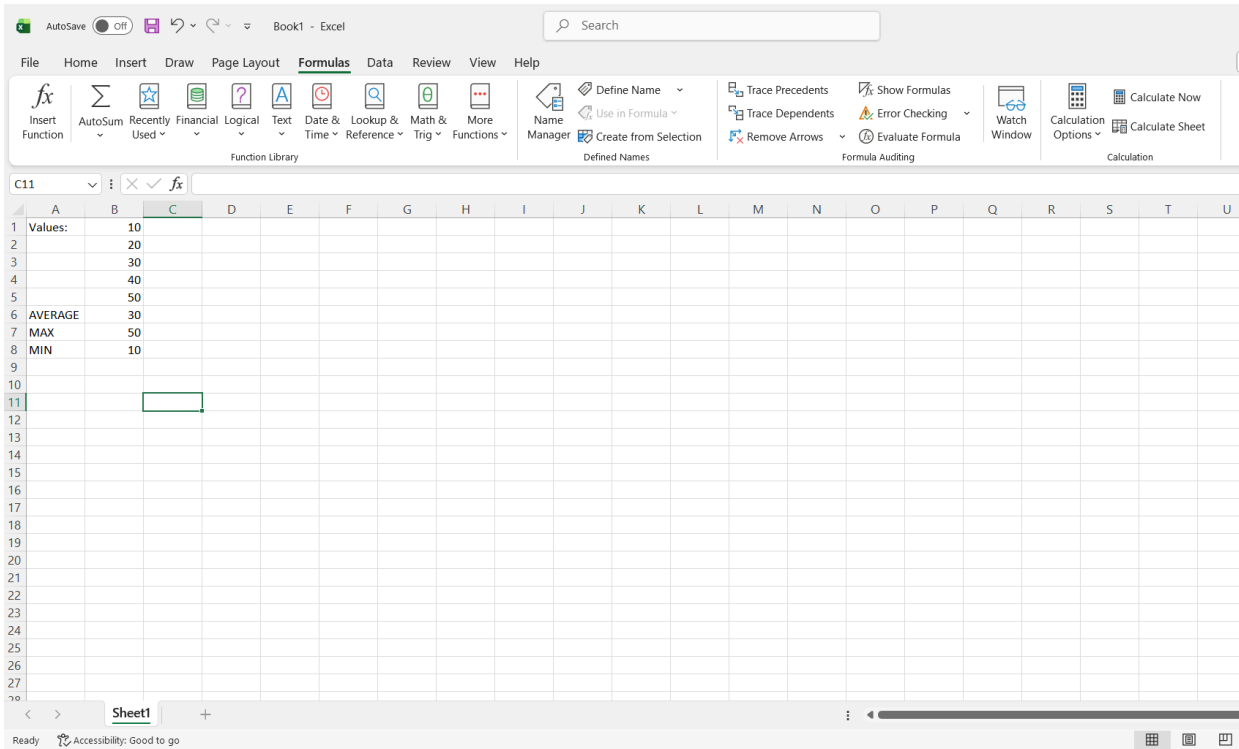 AutoSave Off Book1 - Excel Search
File Home Insert Draw Page Layout Formulas Data Review View Help
Insert Function
AutoSum
Recently Used
Financial
Logical
Text
Date & Time
Lookup & Reference
Math & Trig
More Functions
Function Library
Name Manager
Define Name
Use in Formula
Create from Selection
Defined Names
Trace Precedents
Trace Dependents
Remove Arrows
Show Formulas
Error Checking
Evaluate Formula
Formula Auditing
Watch Window
Calculation Options
Calculate Now
Calculate Sheet
Calculation
C11 fx
A B C D E F G H I J K L M N O P Q R S T U
1 Values: 10
2 20
3 30
4 40
5 50
6 AVERAGE 30
7 MAX 50
8 MIN 10
9
10
11
12
13
14
15
16
17
18
19
20
21
22
23
24
25
26
27
28
Sheet1
Ready Accessibility: Good to go